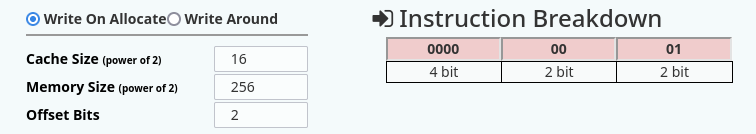 Write On Allocate Write Around
Cache Size (power of 2) 16
Memory Size (power of 2) 256
Offset Bits 2
Instruction Breakdown
0000 00 01
4 bit 2 bit 2 bit